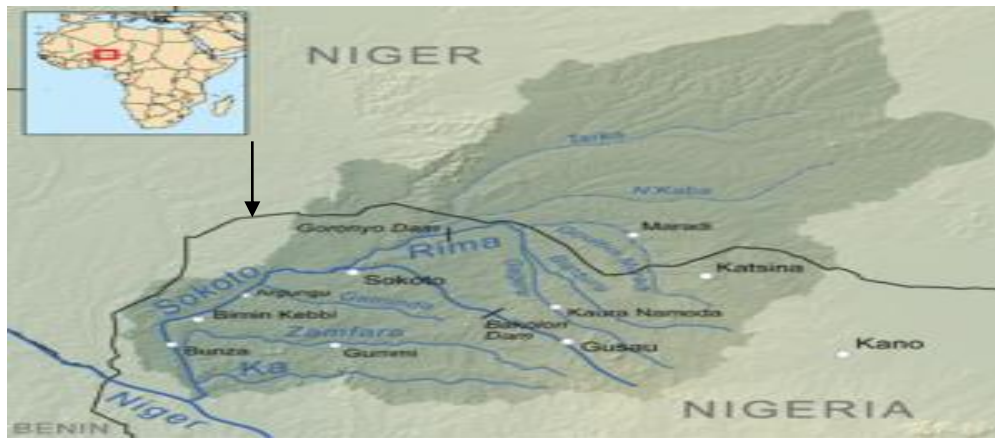 NIGER
Tarka
N'Kaba
Goronyo Dam
Maradi
Rima
Katsina
Sokoto
Sokoto
Argungu
Birnin Kebbi
Kaura Namoda
Zamfara
Bakolori
Dam
Gusau
Bunza
Gummi
Kano
Ka
Niger
NIGERIA
BENIN